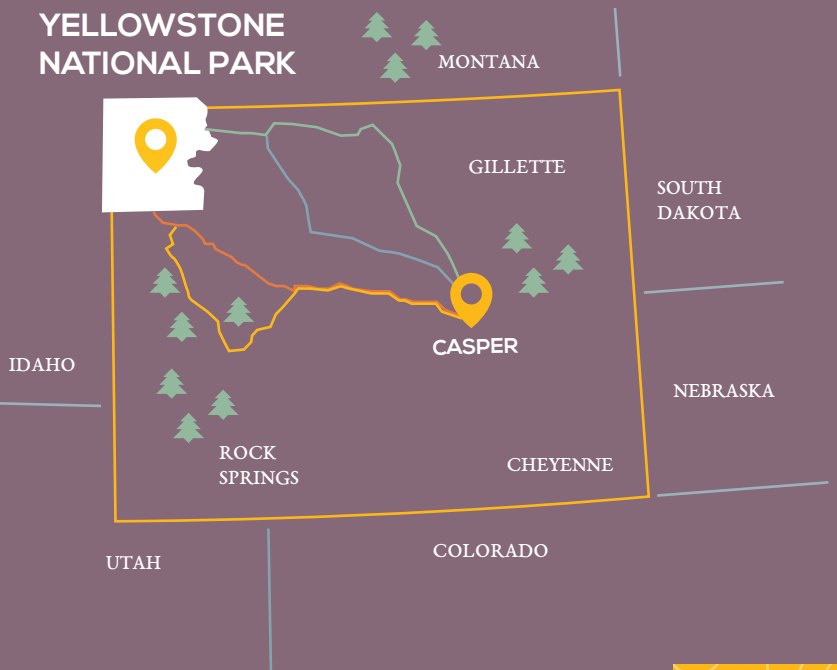 YELLOWSTONE
NATIONAL PARK
MONTANA
GILLETTE
SOUTH
DAKOTA
CASPER
IDAHO
NEBRASKA
ROCK
SPRINGS
CHEYENNE
COLORADO
UTAH